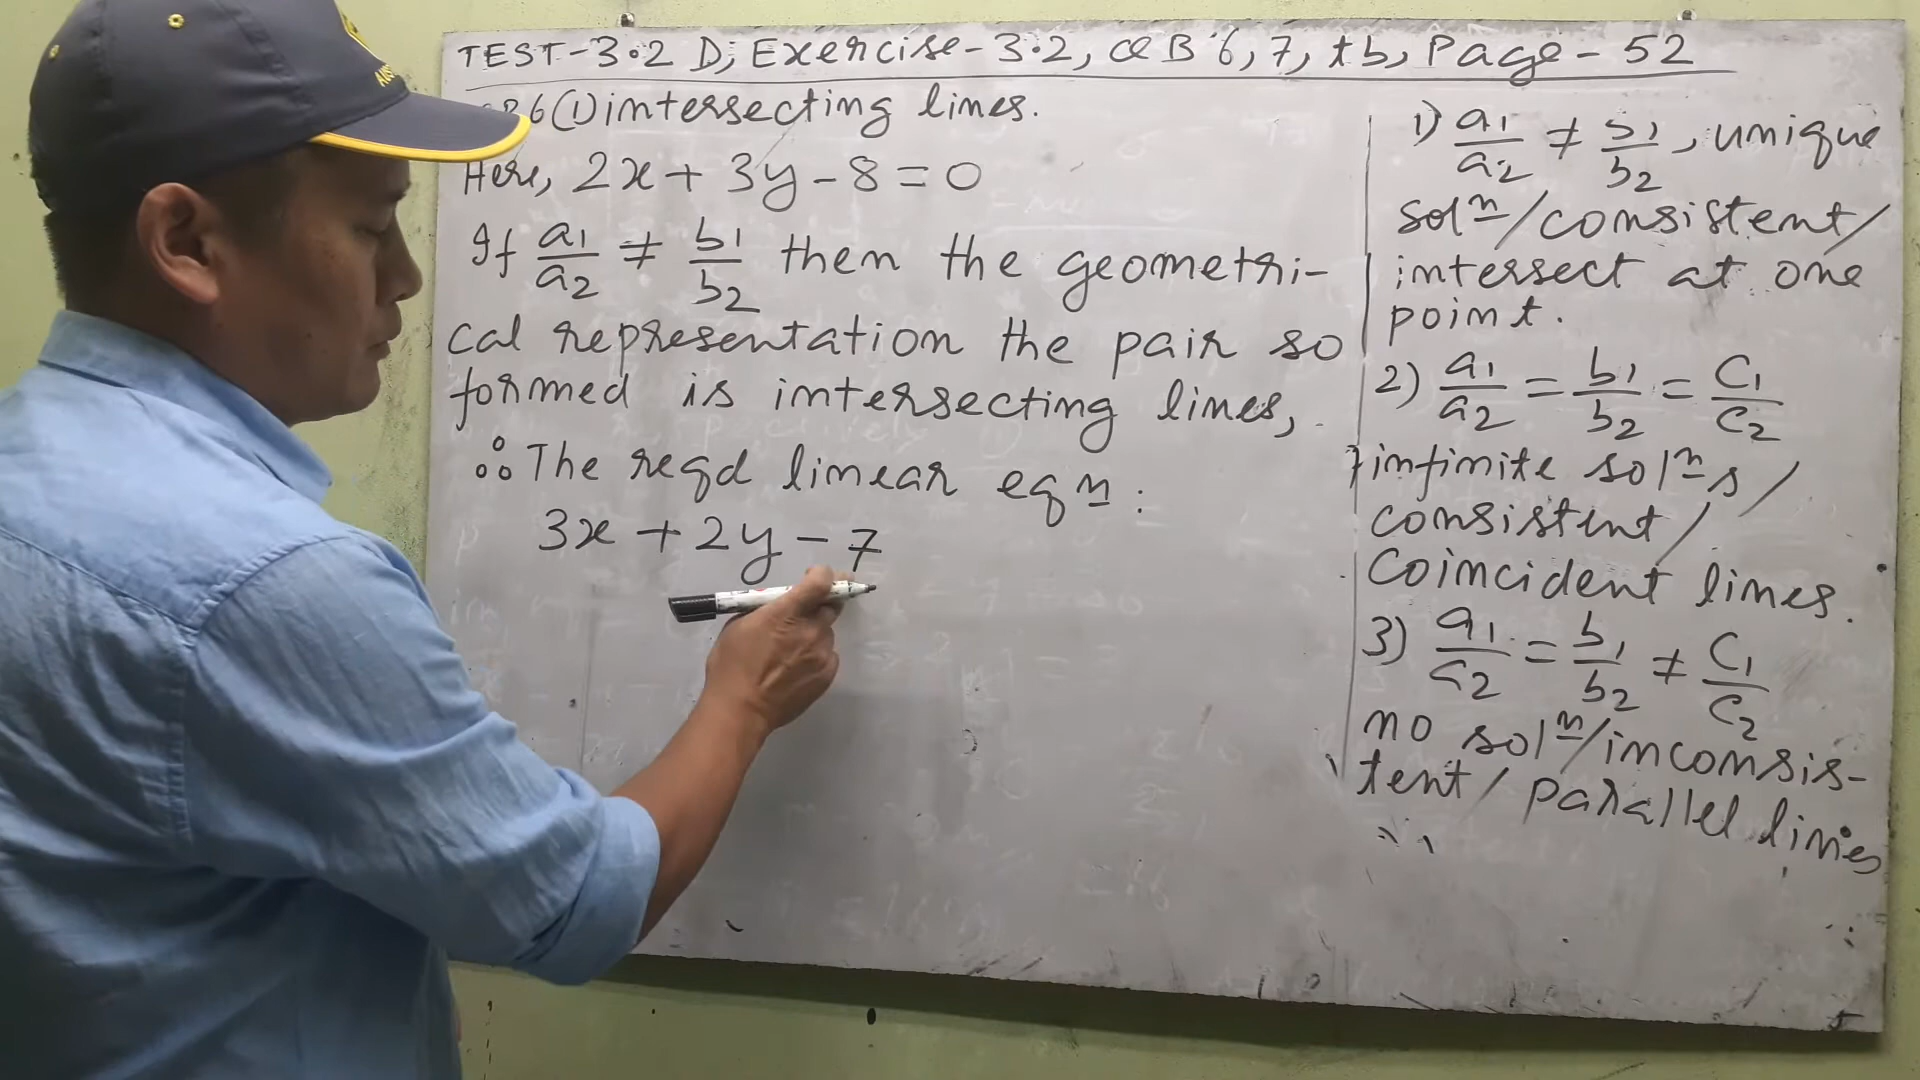 TEST-3.2 D; Exercise-3.2, QB 6, 7, tb, Page-52
6(1) intersecting lines.
Here, 2x + 3y - 8 = 0
If a1/a2 ≠ b1/b2 then the geometri-
cal representation the pair so
formed is intersecting lines,
∴ The reqd linear eqn:
3x + 2y - 7
1) a1/a2 ≠ b1/b2, unique
soln/consistent/
intersect at one
point.
2) a1/a2 = b1/b2 = C1/C2
infinite solns/
consistent/
Coincident lines.
3) a1/a2 = b1/b2 ≠ C1/C2
no soln/inconsis-
tent/parallel lines